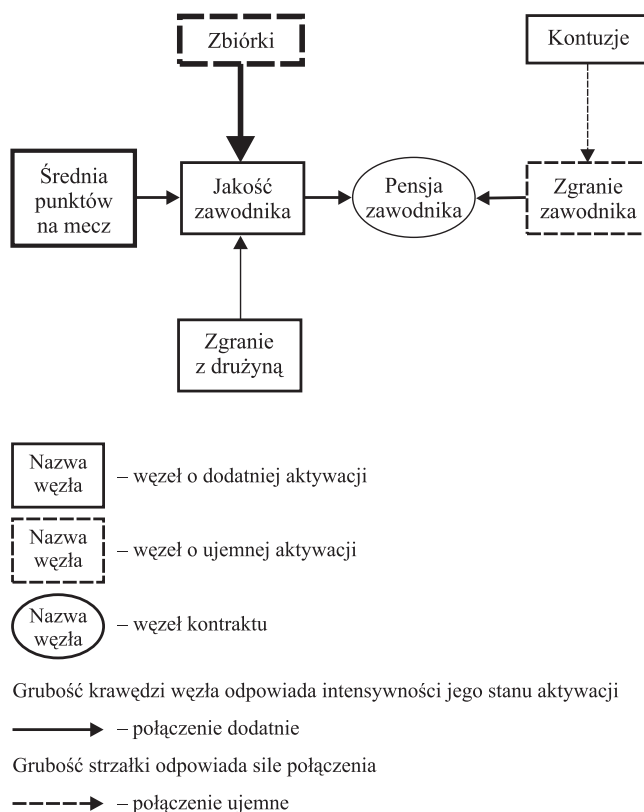 Zbiórki
Kontuzje
Średnia
punktów
na mecz
Jakość
zawodnika
Pensja
zawodnika
Zgranie
zawodnika
Zgranie
z drużyną
Nazwa
węzła
– węzeł o dodatniej aktywacji
Nazwa
węzła
– węzeł o ujemnej aktywacji
Nazwa
węzła
– węzeł kontraktu
Grubość krawędzi węzła odpowiada intensywności jego stanu aktywacji
– połączenie dodatnie
Grubość strzałki odpowiada sile połączenia
– połączenie ujemne